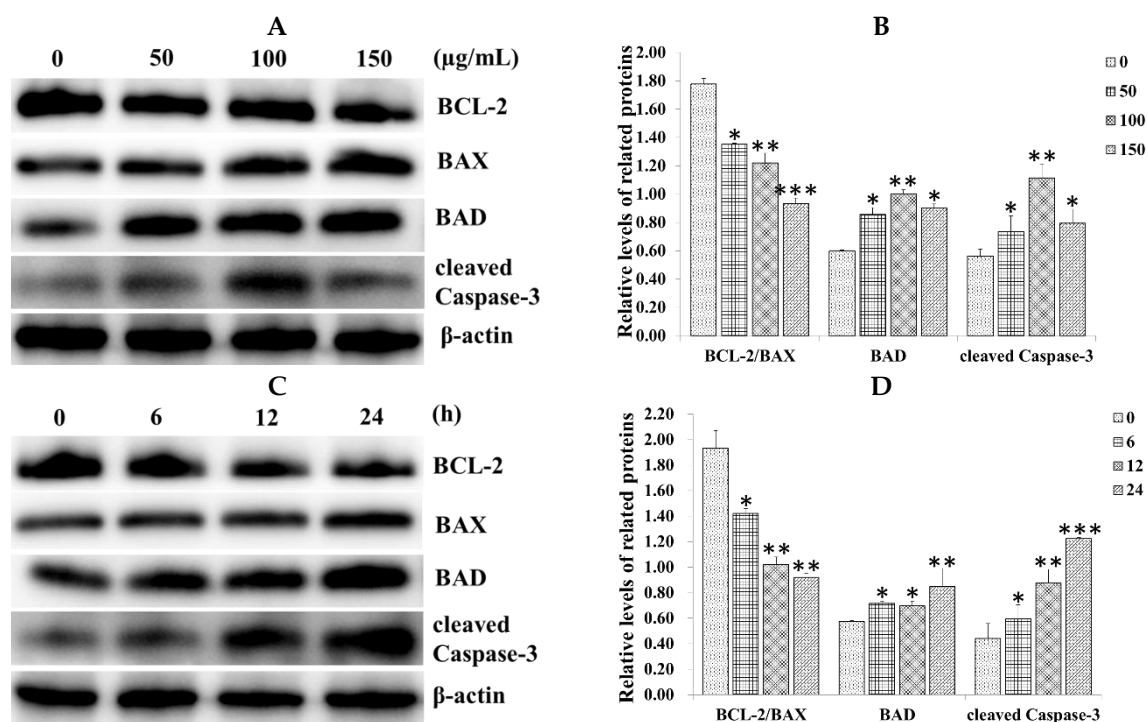 A
0 50 100 150 (μg/mL)
BCL-2
BAX
BAD
cleaved
Caspase-3
β-actin
B
Relative levels of related proteins
2.00
1.80
1.60
1.40
1.20
1.00
0.80
0.60
0.40
0.20
0.00
* ** ***
* ** *
* ** *
BCL-2/BAX BAD cleaved Caspase-3
0
50
100
150
C
0 6 12 24 (h)
BCL-2
BAX
BAD
cleaved
Caspase-3
β-actin
D
Relative levels of related proteins
2.20
2.00
1.80
1.60
1.40
1.20
1.00
0.80
0.60
0.40
0.20
0.00
* ** **
* * **
* ** ***
BCL-2/BAX BAD cleaved Caspase-3
0
6
12
24